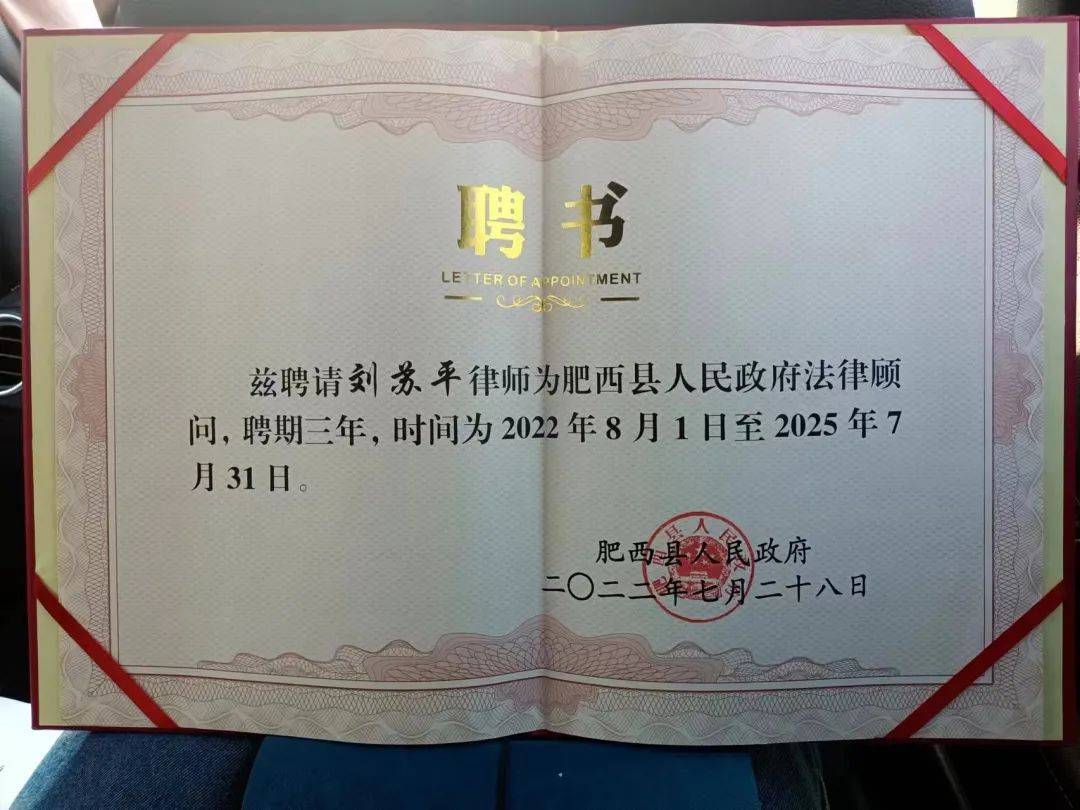 聘书
LETTER OF APPOINTMENT
兹聘请刘苏平律师为肥西县人民政府法律顾
问，聘期三年，时间为2022年8月1日至2025年7
月31日。
肥西县人民政府
二〇二二年七月二十八日